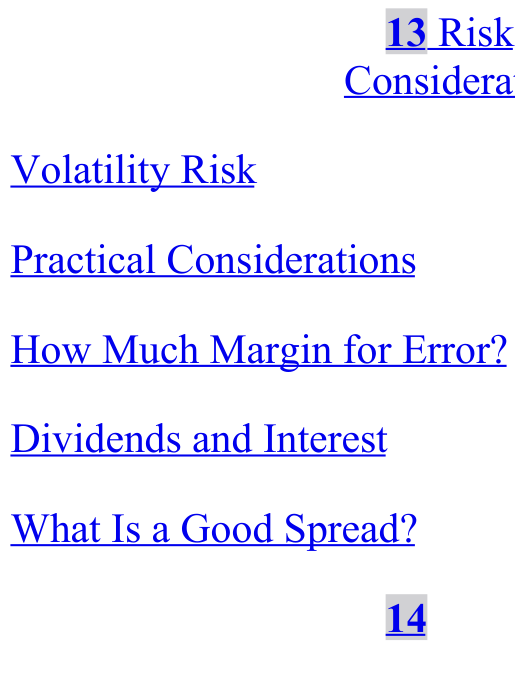 13 Risk
Volatility Risk
Practical Considerations
How Much Margin for Error?
Dividends and Interest
What Is a Good Spread?
14